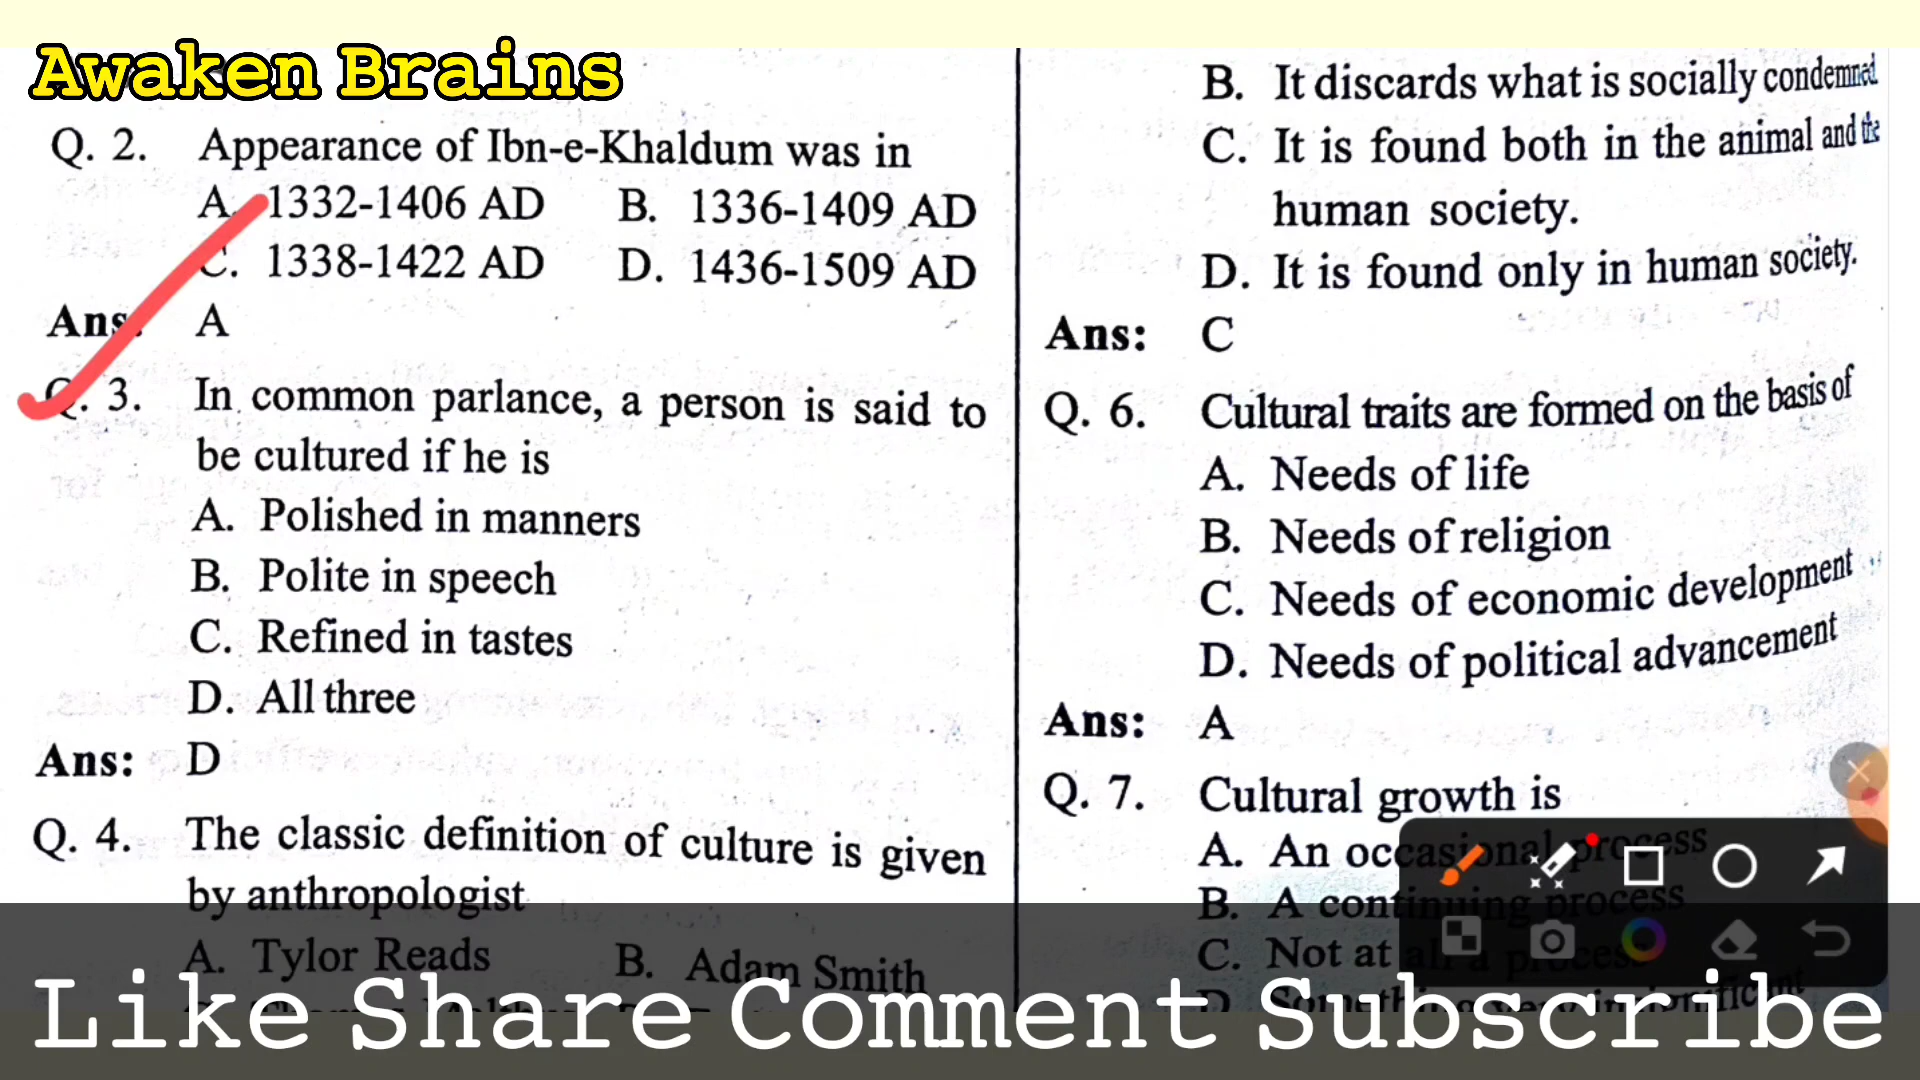 Awaken Brains
Q. 2. Appearance of Ibn-e-Khaldum was in
A. 1332-1406 AD B. 1336-1409 AD
C. 1338-1422 AD D. 1436-1509 AD
Ans: A
Q. 3. In common parlance, a person is said to
be cultured if he is
A. Polished in manners
B. Polite in speech
C. Refined in tastes
D. All three
Ans: D
Q. 4. The classic definition of culture is given
by anthropologist
A. Tylor Reads B. Adam Smith
B. It discards what is socially condemned
C. It is found both in the animal and the
human society.
D. It is found only in human society.
Ans: C
Q. 6. Cultural traits are formed on the basis of
A. Needs of life
B. Needs of religion
C. Needs of economic development
D. Needs of political advancement
Ans: A
Q. 7. Cultural growth is
A. An occasional process
B. A continuing process
C. Not at all a process
D. Something very insignificant
Like Share Comment Subscribe